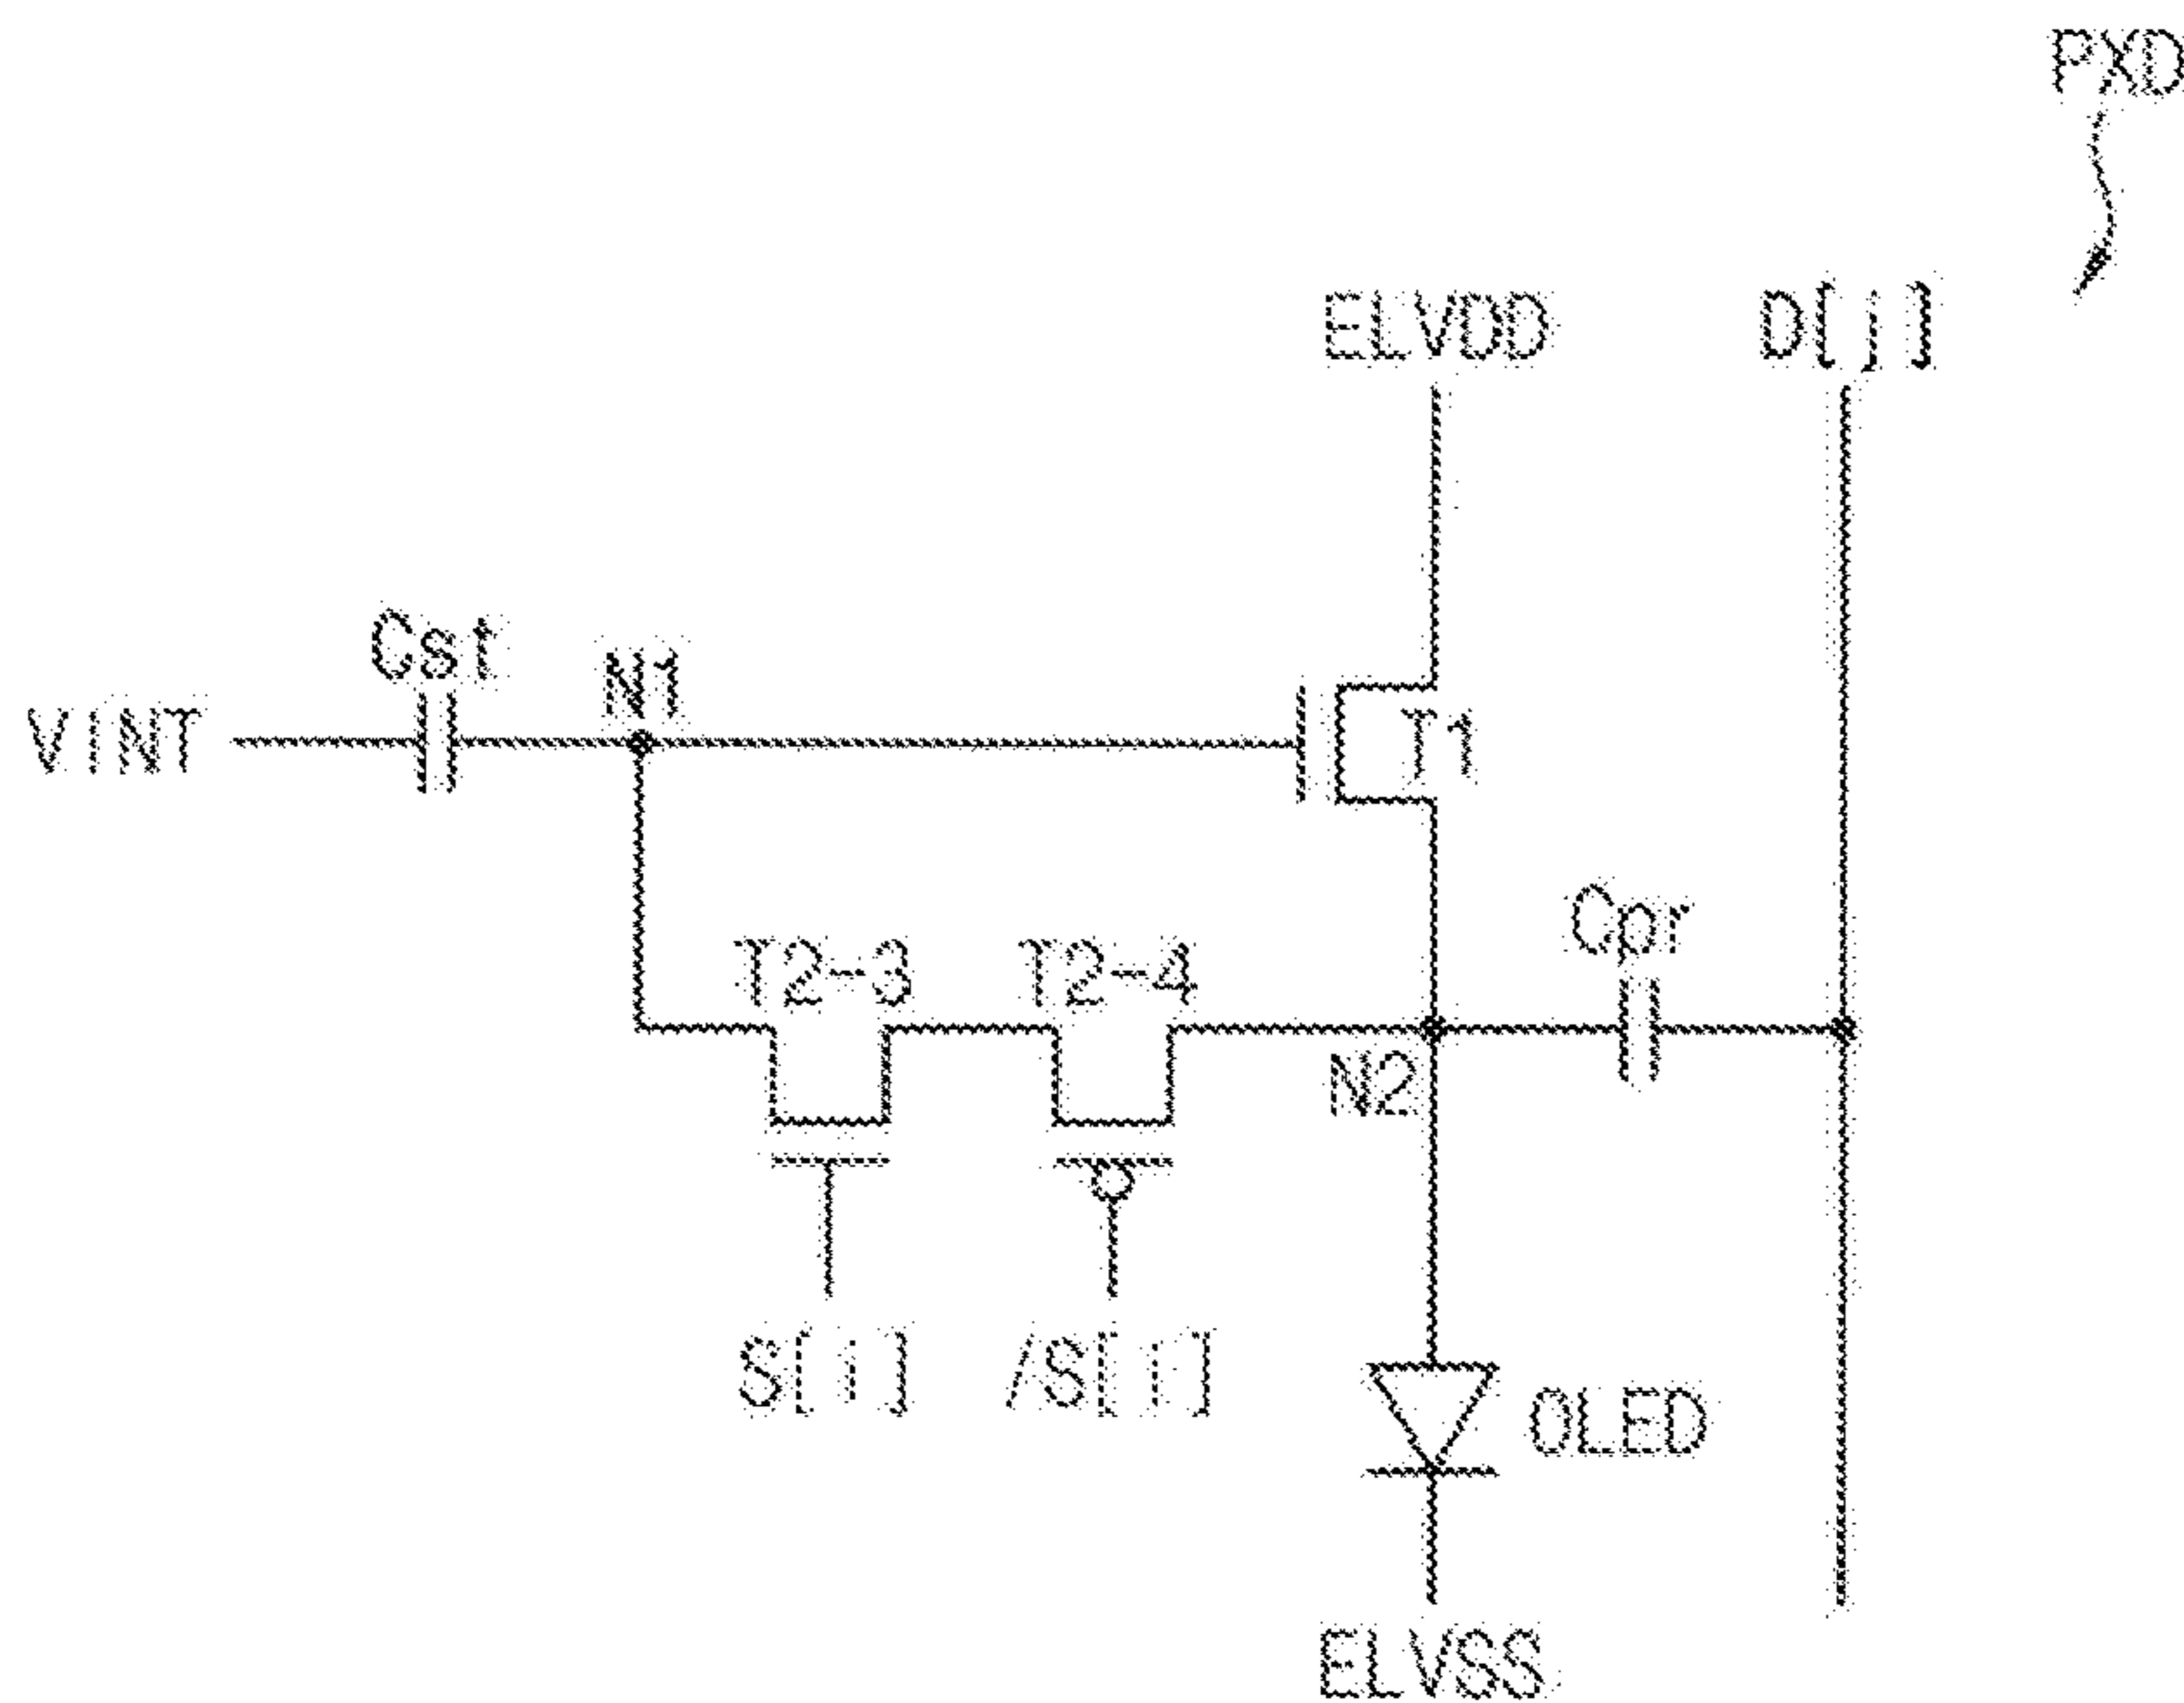 PXD
ELVDD
D[j]
Cst
N1
VINT
T1
Cpr
T2-3
T2-4
N2
S[i]
/S[i]
OLED
ELVSS